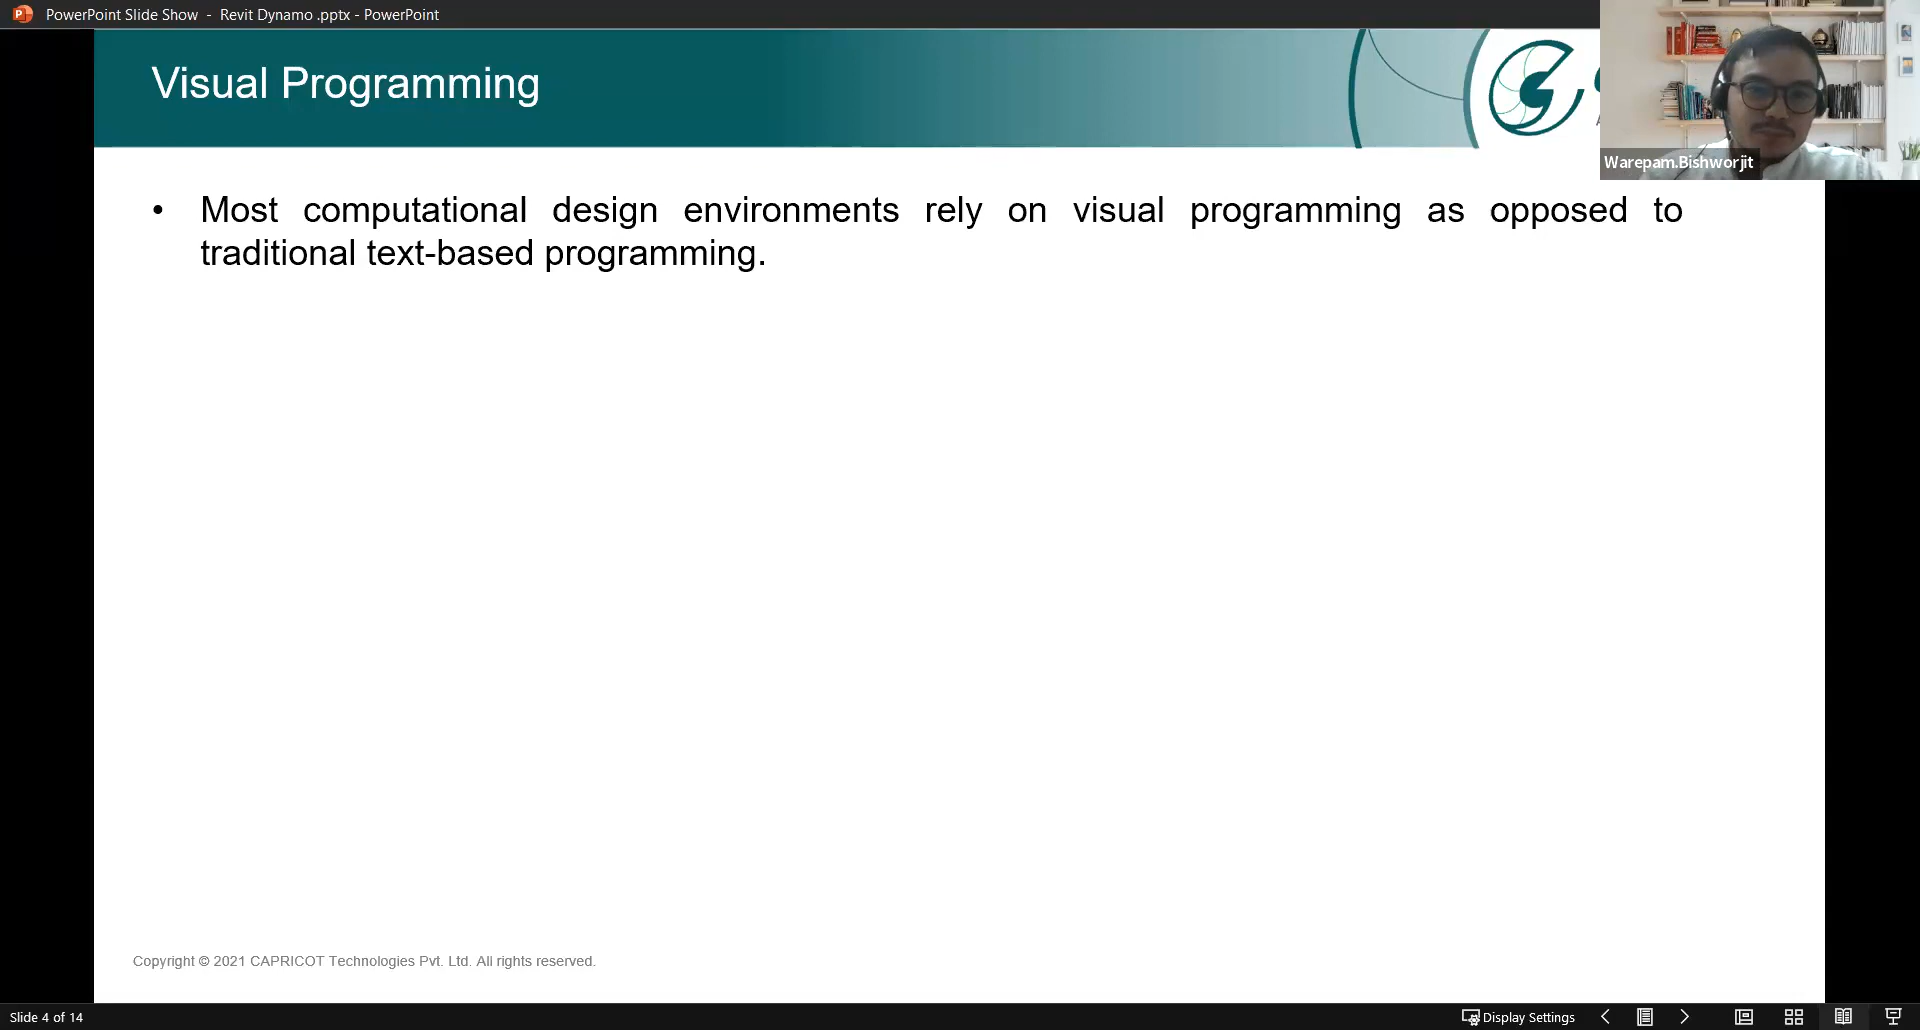 PowerPoint Slide Show - Revit Dynamo .pptx - PowerPoint
Visual Programming
Warepam.Bishworjit
• Most computational design environments rely on visual programming as opposed to
traditional text-based programming.
Copyright © 2021 CAPRICOT Technologies Pvt. Ltd. All rights reserved.
Slide 4 of 14
Display Settings